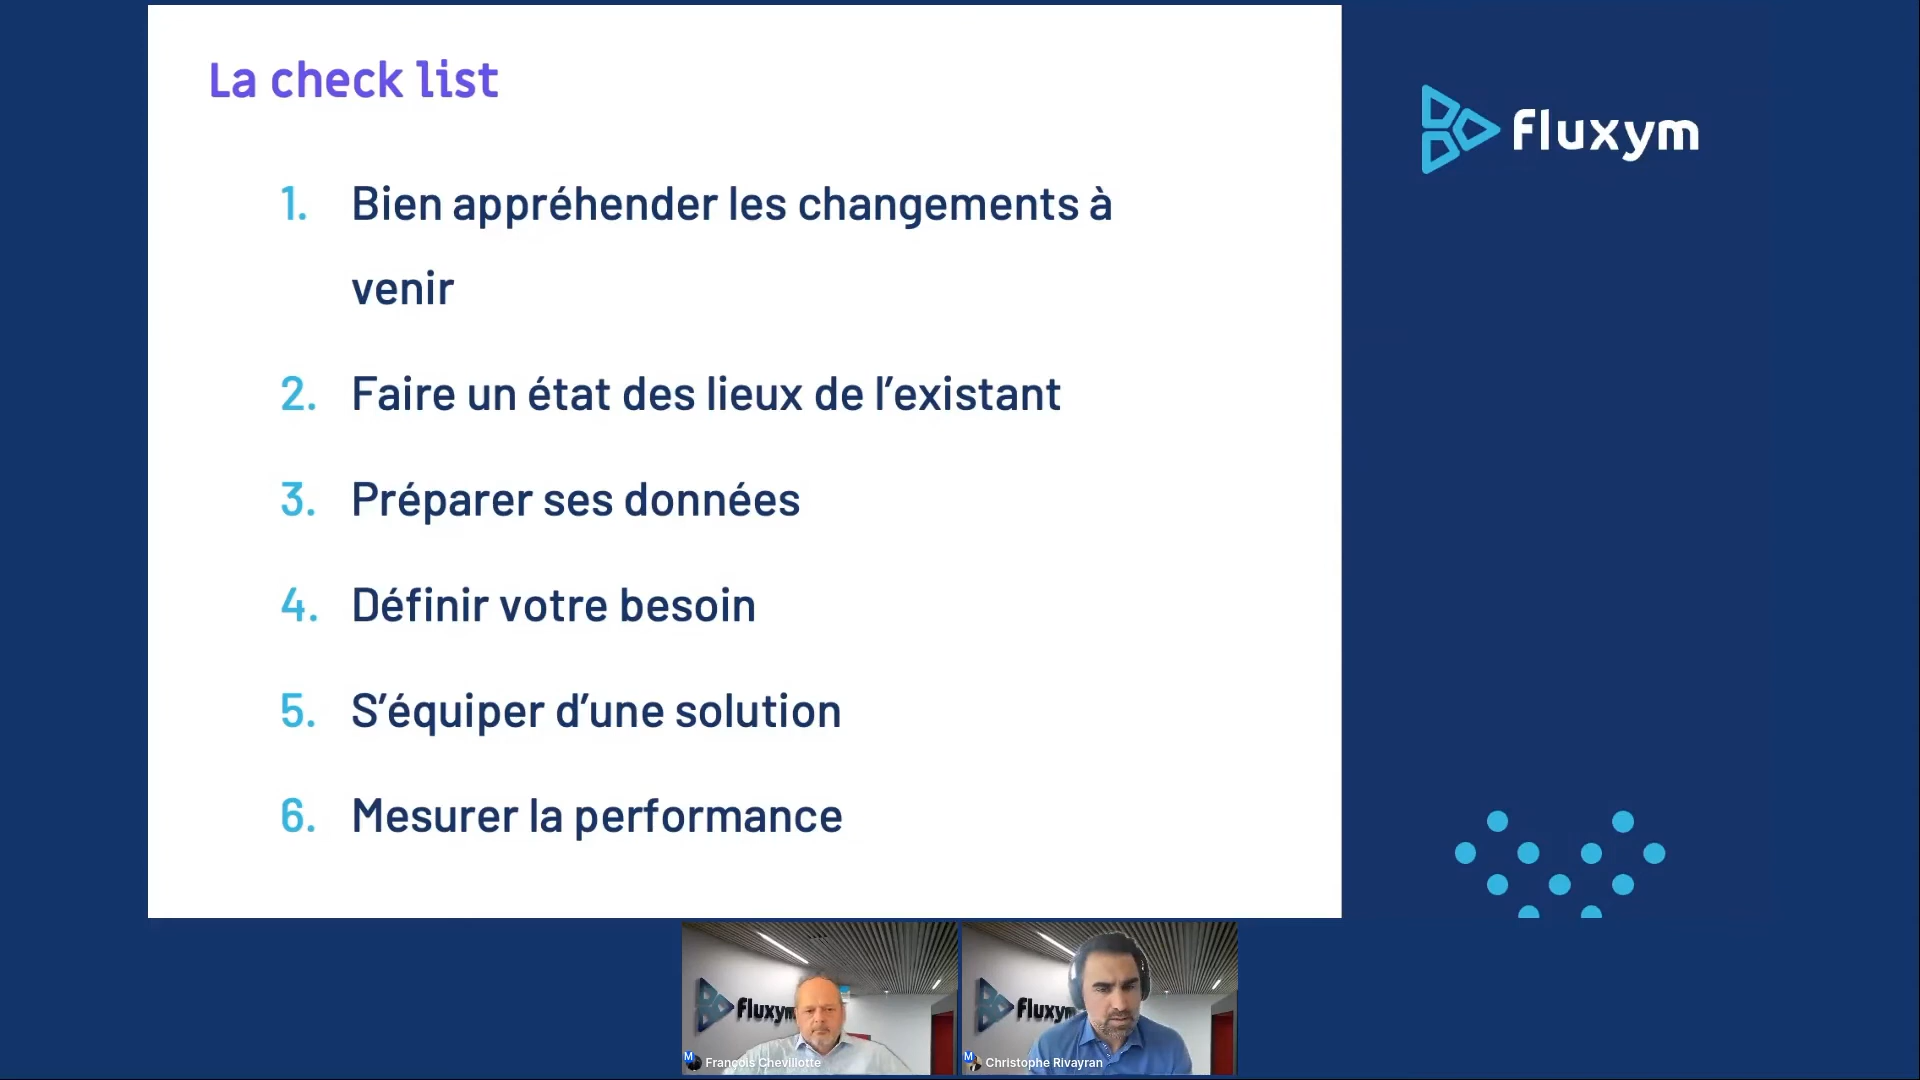 La check list
fluxym
1. Bien appréhender les changements à
venir
2. Faire un état des lieux de l’existant
3. Préparer ses données
4. Définir votre besoin
5. S’équiper d’une solution
6. Mesurer la performance
fluxym
fluxym
M
François Chevillotte
M
Christophe Rivayran